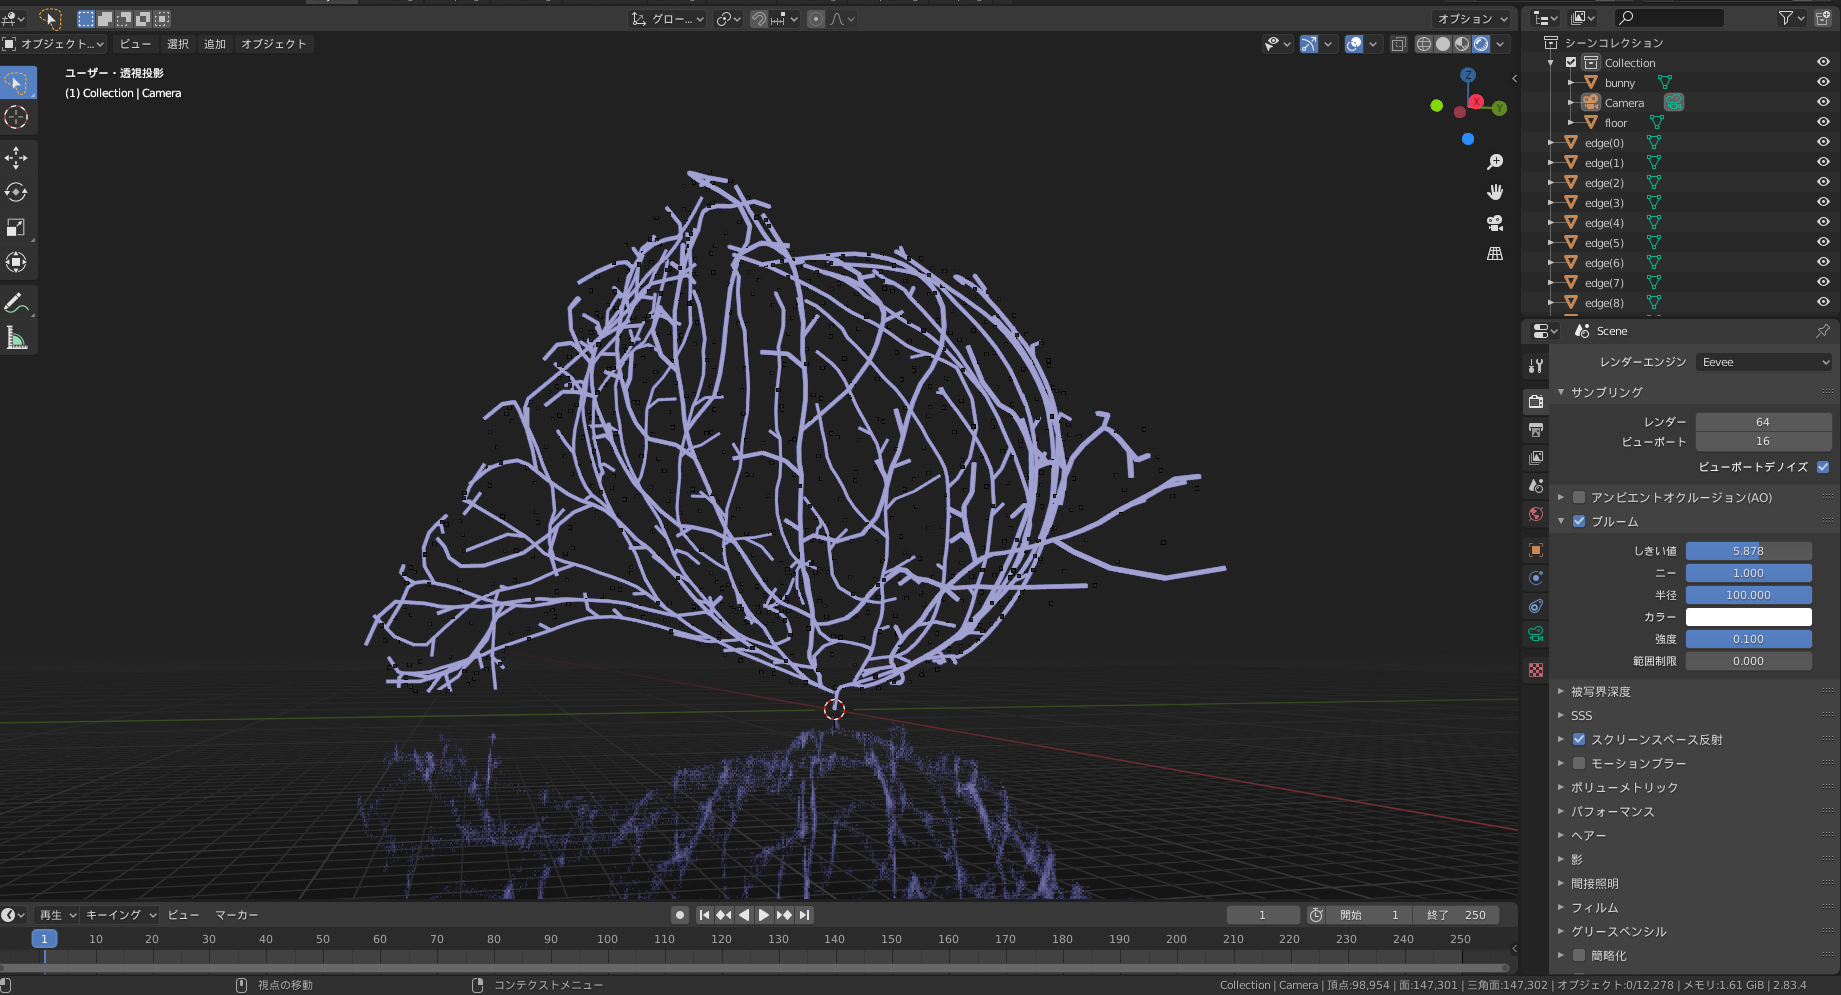 グロー...
オプション
オブジェクト...
ビュー
選択
追加
オブジェクト
ユーザー・透視投影
(1) Collection | Camera
Z
X
Y
シーンコレクション
Collection
bunny
Camera
floor
edge(0)
edge(1)
edge(2)
edge(3)
edge(4)
edge(5)
edge(6)
edge(7)
edge(8)
Scene
レンダーエンジン Eevee
サンプリング
レンダー 64
ビューポート 16
ビューポートデノイズ
アンビエントオクルージョン(AO)
ブルーム
しきい値 5.878
ニー 1.000
半径 100.000
カラー
強度 0.100
範囲制限 0.000
被写界深度
SSS
スクリーンスペース反射
モーションブラー
ボリューメトリック
パフォーマンス
ヘアー
影
間接照明
フィルム
グリースペンシル
簡略化
再生 キーイング ビュー マーカー
1 開始 1 終了 250
1 10 20 30 40 50 60 70 80 90 100 110 120 130 140 150 160 170 180 190 200 210 220 230 240 250
視点の移動
コンテクストメニュー
Collection | Camera | 頂点:98,954 | 面:147,301 | 三角面:147,302 | オブジェクト:0/12,278 | メモリ:1.61 GiB | 2.83.4